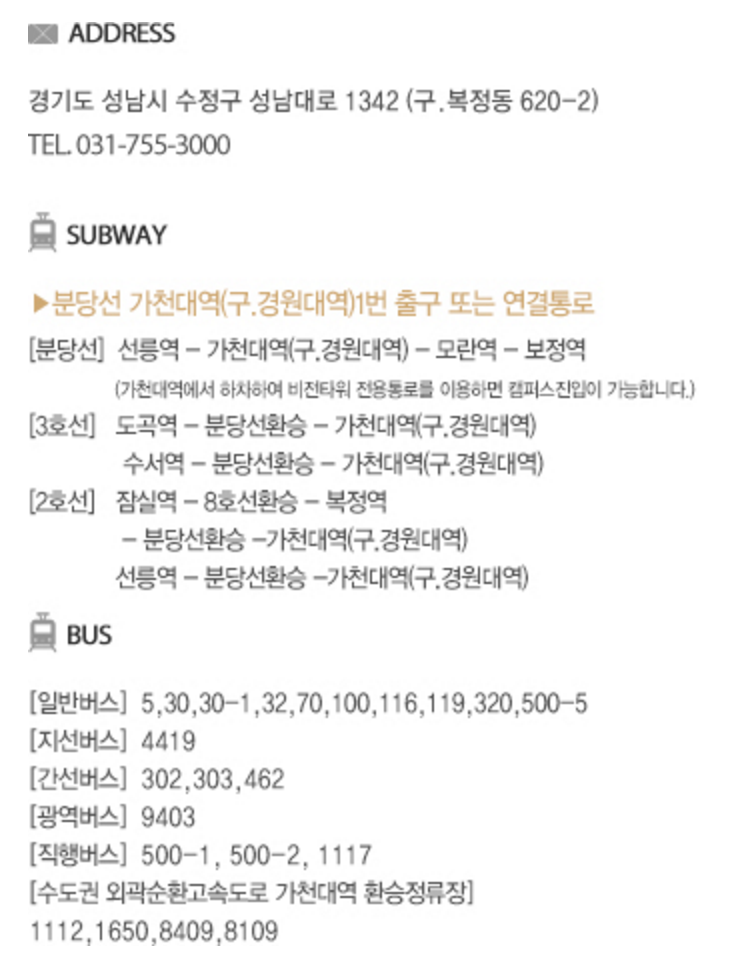 ADDRESS
경기도 성남시 수정구 성남대로 1342 (구.복정동 620-2)
TEL. 031-755-3000
SUBWAY
▶분당선 가천대역(구.경원대역)1번 출구 또는 연결통로
[분당선] 선릉역 - 가천대역(구.경원대역) - 모란역 - 보정역
(가천대역에서 하차하여 비전타워 전용통로를 이용하면 캠퍼스진입이 가능합니다.)
[3호선] 도곡역 - 분당선환승 - 가천대역(구.경원대역)
수서역 - 분당선환승 - 가천대역(구.경원대역)
[2호선] 잠실역 - 8호선환승 - 복정역
- 분당선환승 -가천대역(구.경원대역)
선릉역 - 분당선환승 -가천대역(구.경원대역)
BUS
[일반버스] 5,30,30-1,32,70,100,116,119,320,500-5
[지선버스] 4419
[간선버스] 302,303,462
[광역버스] 9403
[직행버스] 500-1, 500-2, 1117
[수도권 외곽순환고속도로 가천대역 환승정류장]
1112,1650,8409,8109